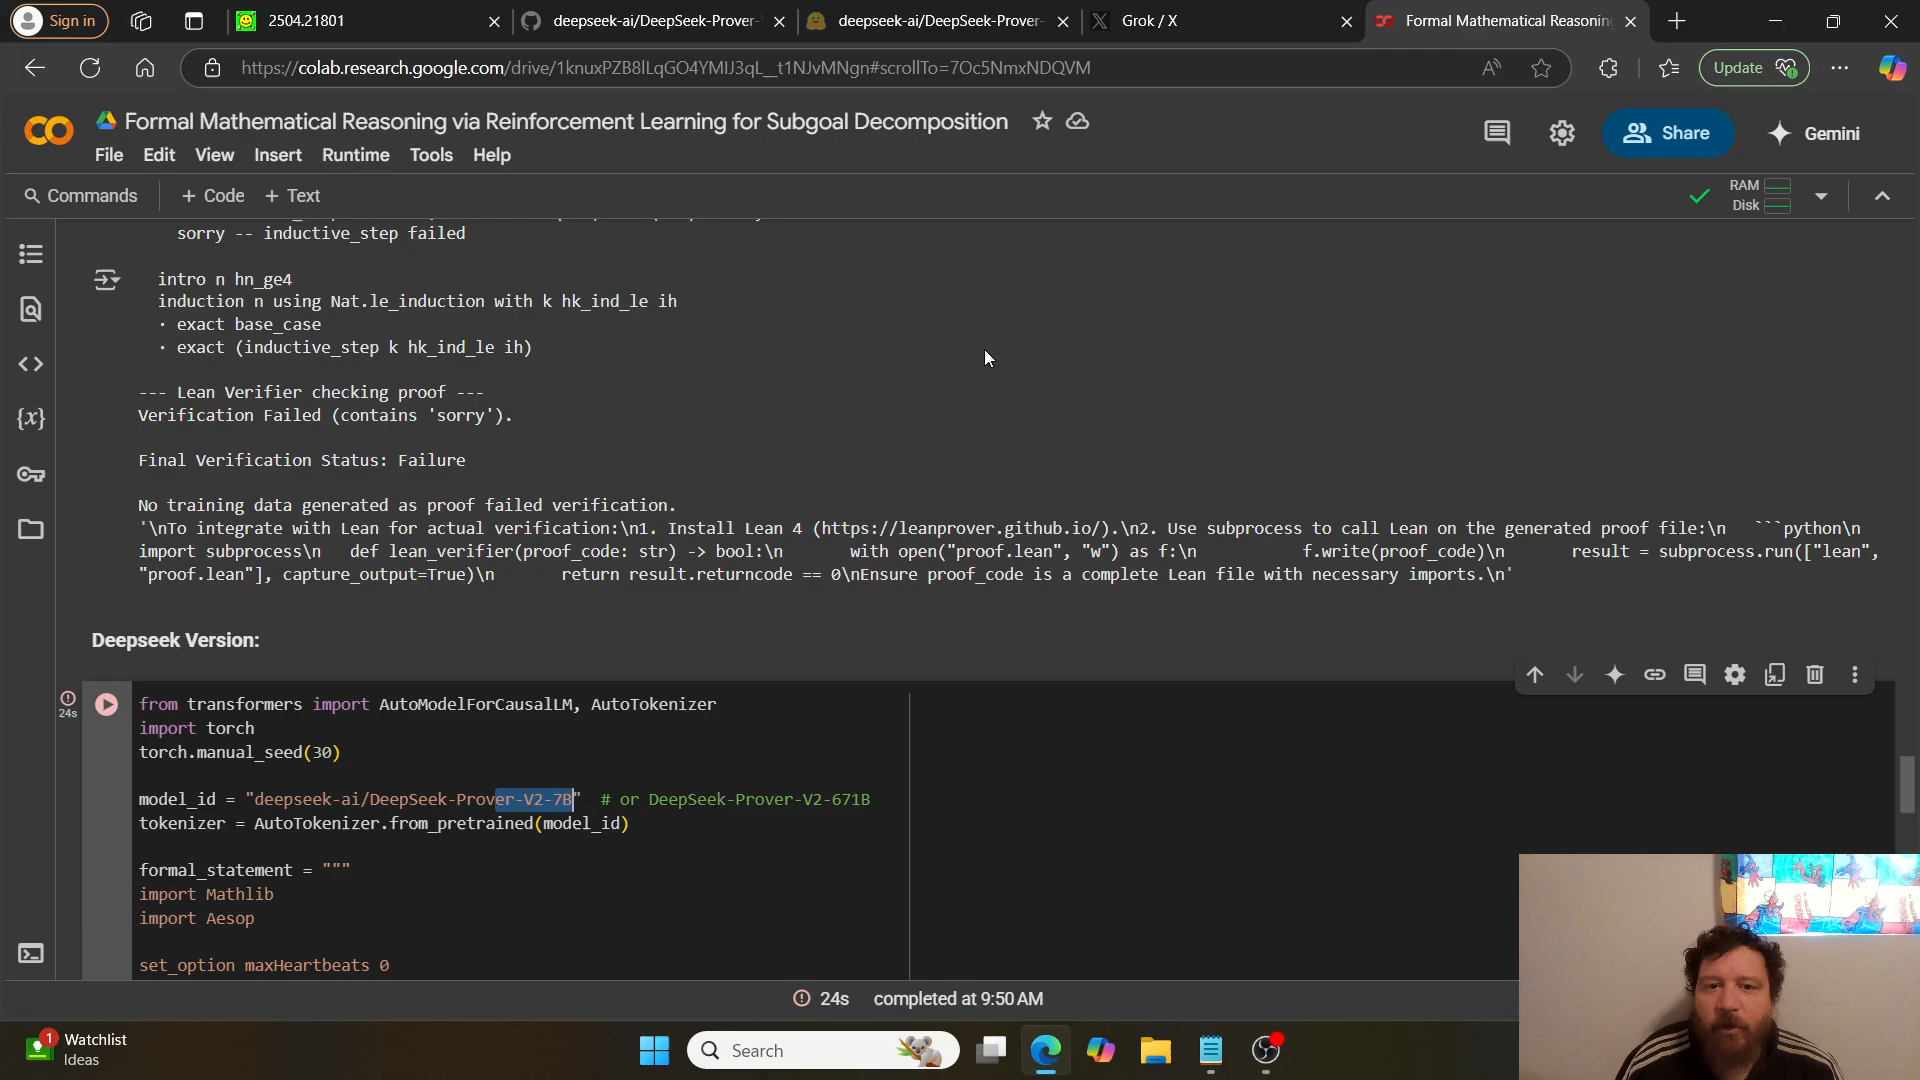 Sign in
2504.21801
deepseek-ai/DeepSeek-Prover-
deepseek-ai/DeepSeek-Prover-
Grok / X
Formal Mathematical Reasoning
https://colab.research.google.com/drive/1knuxPZB8lLqGO4YMIJ3qL_t1NJvMNgn#scrollTo=7Oc5NmxNDQVM
Update
Formal Mathematical Reasoning via Reinforcement Learning for Subgoal Decomposition
File Edit View Insert Runtime Tools Help
Share
Gemini
Commands + Code + Text
RAM
Disk
sorry -- inductive_step failed
intro n hn_ge4
induction n using Nat.le_induction with k hk_ind_le ih
· exact base_case
· exact (inductive_step k hk_ind_le ih)
--- Lean Verifier checking proof ---
Verification Failed (contains 'sorry').
Final Verification Status: Failure
No training data generated as proof failed verification.
'\nTo integrate with Lean for actual verification:\n1. Install Lean 4 (https://leanprover.github.io/).\n2. Use subprocess to call Lean on the generated proof file:\n   ```python\n
import subprocess\n   def lean_verifier(proof_code: str) -> bool:\n       with open("proof.lean", "w") as f:\n           f.write(proof_code)\n       result = subprocess.run(["lean",
"proof.lean"], capture_output=True)\n       return result.returncode == 0\nEnsure proof_code is a complete Lean file with necessary imports.\n'
Deepseek Version:
24s
from transformers import AutoModelForCausalLM, AutoTokenizer
import torch
torch.manual_seed(30)
model_id = "deepseek-ai/DeepSeek-Prover-V2-7B"  # or DeepSeek-Prover-V2-671B
tokenizer = AutoTokenizer.from_pretrained(model_id)
formal_statement = """
import Mathlib
import Aesop
set_option maxHeartbeats 0
24s completed at 9:50 AM
1
Watchlist
Ideas
Search